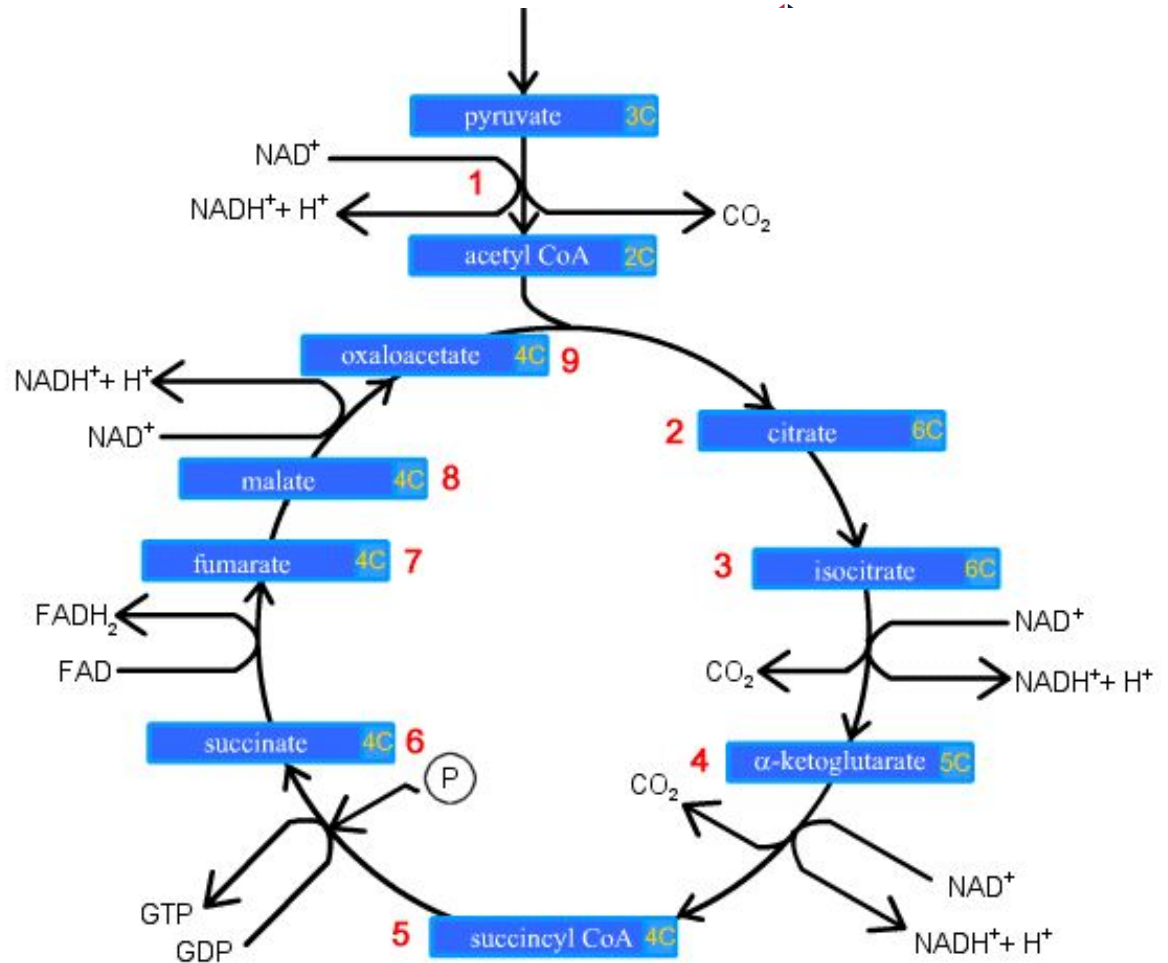 pyruvate 3C
NAD⁺
1
NADH⁺+ H⁺
CO₂
acetyl CoA 2C
oxaloacetate 4C
9
NADH⁺+ H⁺
NAD⁺
2
citrate 6C
malate 4C
8
fumarate 4C
7
3
isocitrate 6C
FADH₂
FAD
NAD⁺
CO₂
NADH⁺+ H⁺
succinate 4C
6
4
α-ketoglutarate 5C
P
CO₂
GTP
GDP
NAD⁺
5
succincyl CoA 4C
NADH⁺+ H⁺